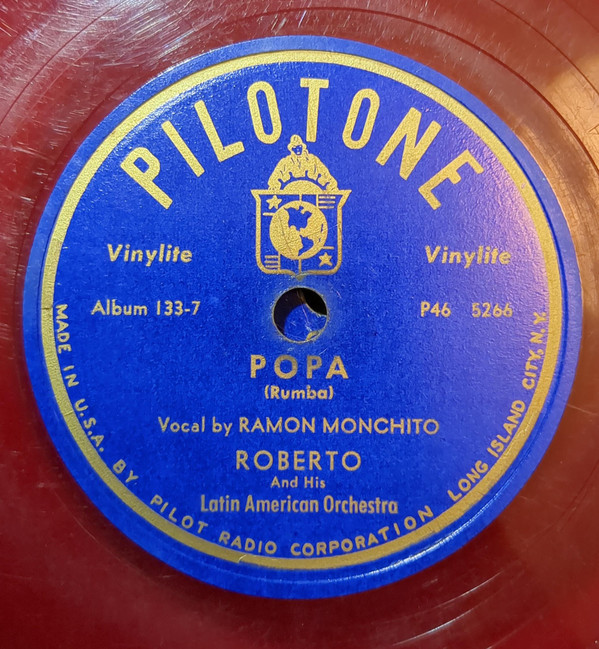 PILOTONE
Vinylite
Vinylite
Album 133-7
P46 5266
POPA
(Rumba)
Vocal by RAMON MONCHITO
ROBERTO
And His
Latin American Orchestra
MADE IN U.S.A. BY PILOT RADIO CORPORATION LONG ISLAND CITY, N.Y.